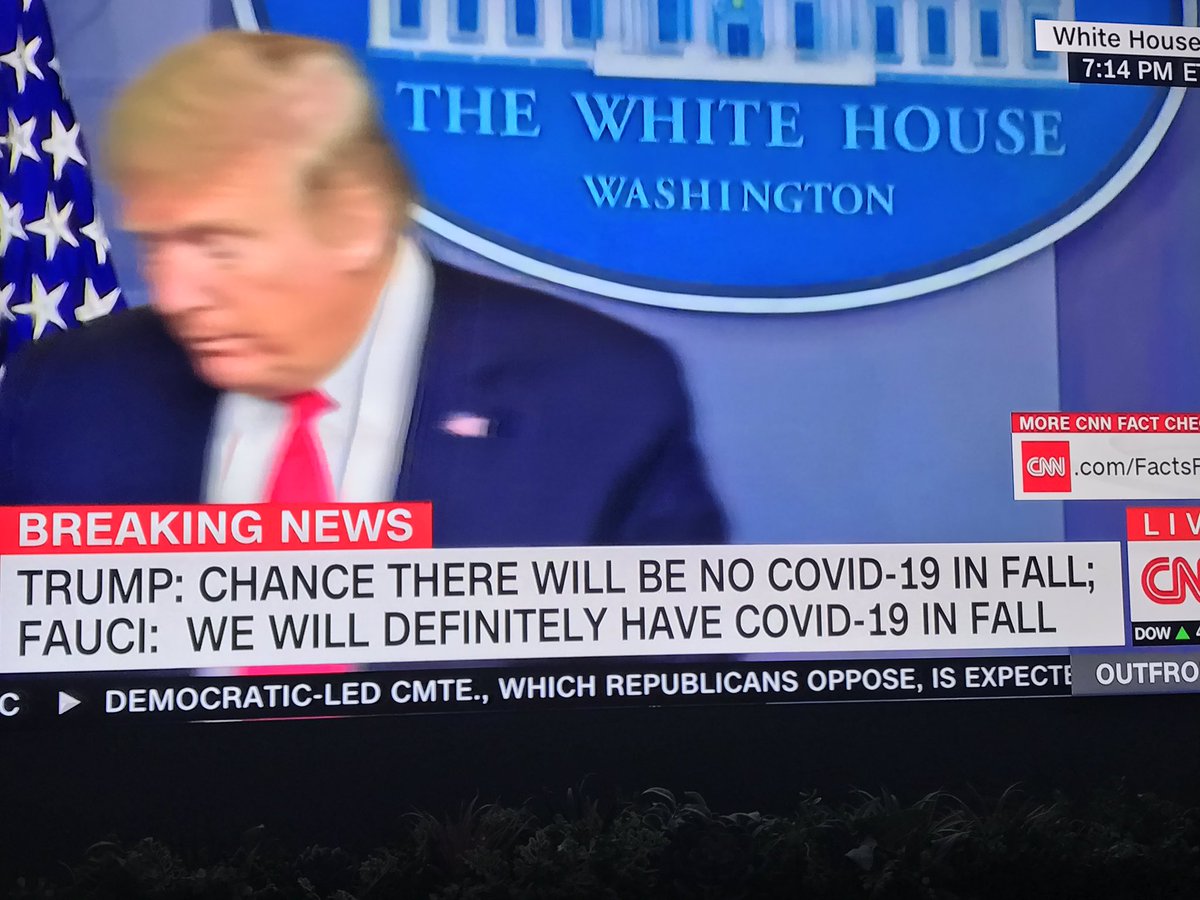 THE WHITE HOUSE
WASHINGTON
White House
7:14 PM E
MORE CNN FACT CHE
CNN .com/Facts
BREAKING NEWS
TRUMP: CHANCE THERE WILL BE NO COVID-19 IN FALL;
FAUCI: WE WILL DEFINITELY HAVE COVID-19 IN FALL
LIV
CN
DOW ▲
C ▶ DEMOCRATIC-LED CMTE., WHICH REPUBLICANS OPPOSE, IS EXPECTE
OUTFRO